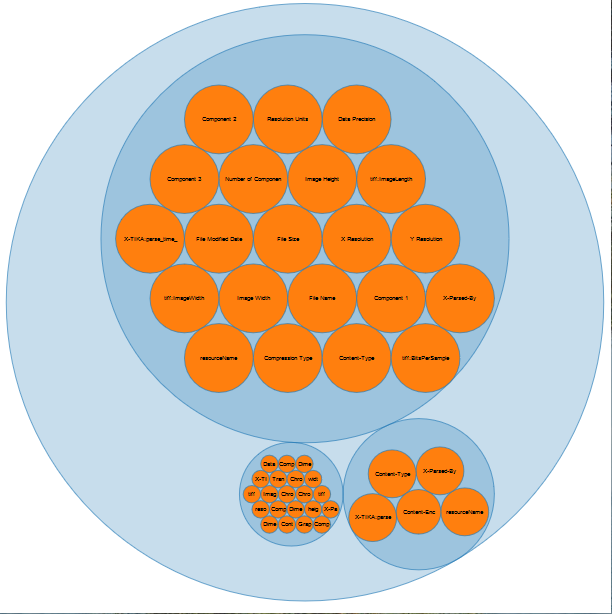 Component 2 Resolution Units Data Precision
Component 3 Number of Componen Image Height tiff:ImageLength
X-TIKA:parse_time_ File Modified Date File Size X Resolution Y Resolution
tiff:ImageWidth Image Width File Name Component 1 X-Parsed-By
resourceName Compression Type Content-Type tiff:BitsPerSample
Data Comp Dime
X-TI Tran Chro widt
tiff Imag Chro Chro tiff
reso Comp Dime heig X-Pa
Dime Cont Grap Comp
Content-Type X-Parsed-By
X-TIKA:parse Content-Enc resourceName